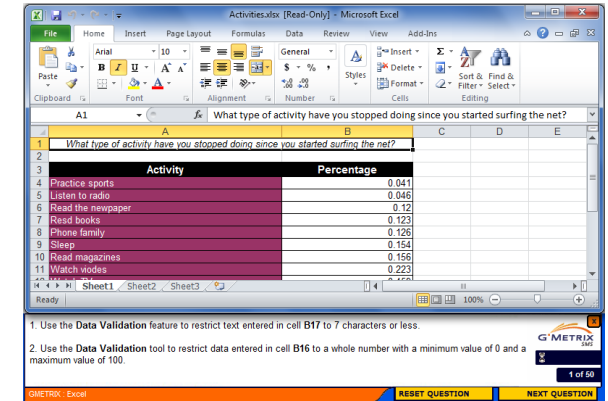 Activities.xlsx [Read-Only] - Microsoft Excel
File Home Insert Page Layout Formulas Data Review View Add-Ins
Paste
Arial 10
B I U A A
General
$ % ,
Styles
Insert
Delete
Format
Σ
Sort & Filter
Find & Select
Clipboard Font Alignment Number Cells Editing
A1 fx What type of activity have you stopped doing since you started surfing the net?
A B C D E
1 What type of activity have you stopped doing since you started surfing the net?
2
3 Activity Percentage
4 Practice sports 0.041
5 Listen to radio 0.046
6 Read the newpaper 0.12
7 Resd books 0.123
8 Phone family 0.126
9 Sleep 0.154
10 Read magazines 0.156
11 Watch viodes 0.223
Sheet1 Sheet2 Sheet3
Ready 100%
1. Use the Data Validation feature to restrict text entered in cell B17 to 7 characters or less.
2. Use the Data Validation tool to restrict data entered in cell B16 to a whole number with a minimum value of 0 and a
maximum value of 100.
X
G*METRIX
SMS
1 of 50
GMETRIX : Excel RESET QUESTION NEXT QUESTION